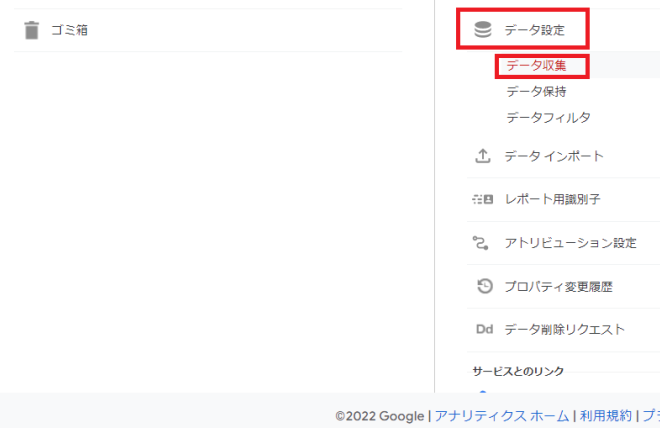 ゴミ箱
データ設定
データ収集
データ保持
データフィルタ
データ インポート
レポート用識別子
アトリビューション設定
プロパティ変更履歴
Dd データ削除リクエスト
サービスとのリンク
©2022 Google | アナリティクス ホーム | 利用規約 | プラ